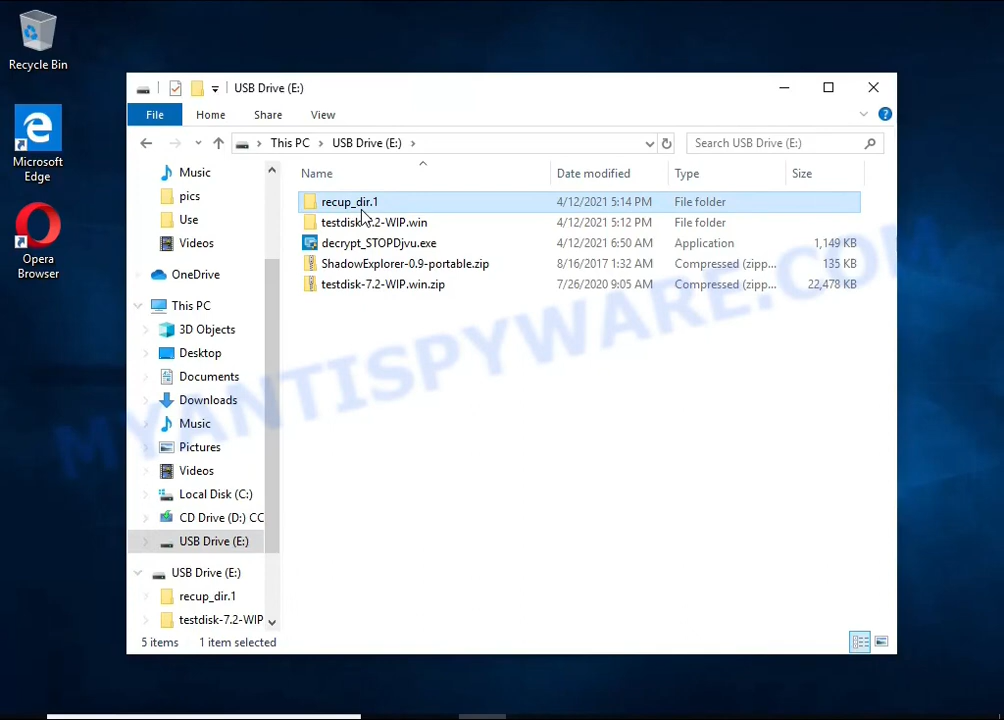 Recycle Bin
Microsoft
Edge
Opera
Browser
USB Drive (E:)
File
Home
Share
View
This PC
USB Drive (E:)
Search USB Drive (E:)
Music
pics
Use
Videos
OneDrive
This PC
3D Objects
Desktop
Documents
Downloads
Music
Pictures
Videos
Local Disk (C:)
CD Drive (D:) CC
USB Drive (E:)
USB Drive (E:)
recup_dir.1
testdisk-7.2-WIP
Name Date modified Type Size
recup_dir.1 4/12/2021 5:14 PM File folder
testdisk-7.2-WIP.win 4/12/2021 5:12 PM File folder
decrypt_STOPDjvu.exe 4/12/2021 6:50 AM Application 1,149 KB
ShadowExplorer-0.9-portable.zip 8/16/2017 1:32 AM Compressed (zipp... 135 KB
testdisk-7.2-WIP.win.zip 7/26/2020 9:05 AM Compressed (zipp... 22,478 KB
MYANTISPYWARE.COM
5 items 1 item selected